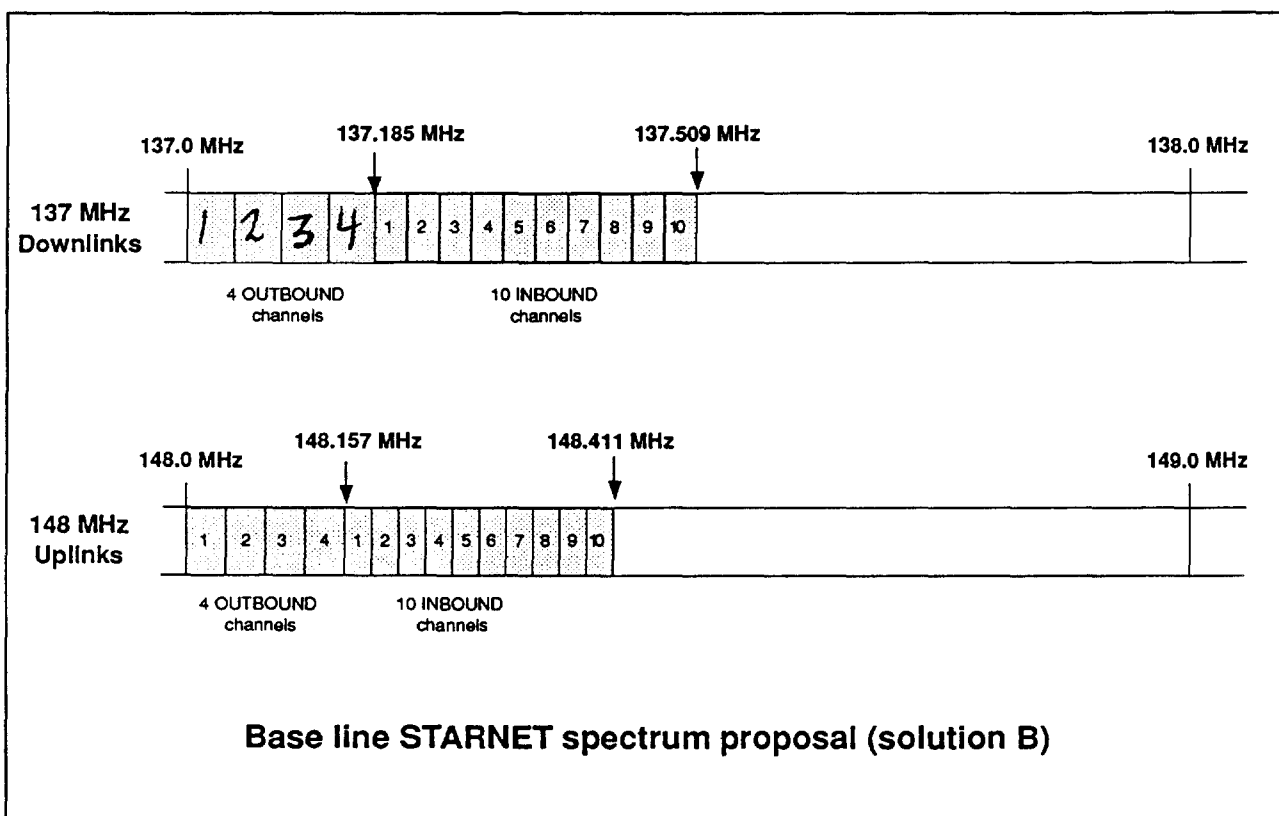 137.0 MHz 137.185 MHz 137.509 MHz 138.0 MHz
137 MHz
Downlinks
1 2 3 4 1 2 3 4 5 6 7 8 9 10
4 OUTBOUND
channels
10 INBOUND
channels
148.0 MHz 148.157 MHz 148.411 MHz 149.0 MHz
148 MHz
Uplinks
1 2 3 4 1 2 3 4 5 6 7 8 9 10
4 OUTBOUND
channels
10 INBOUND
channels
Base line STARNET spectrum proposal (solution B)